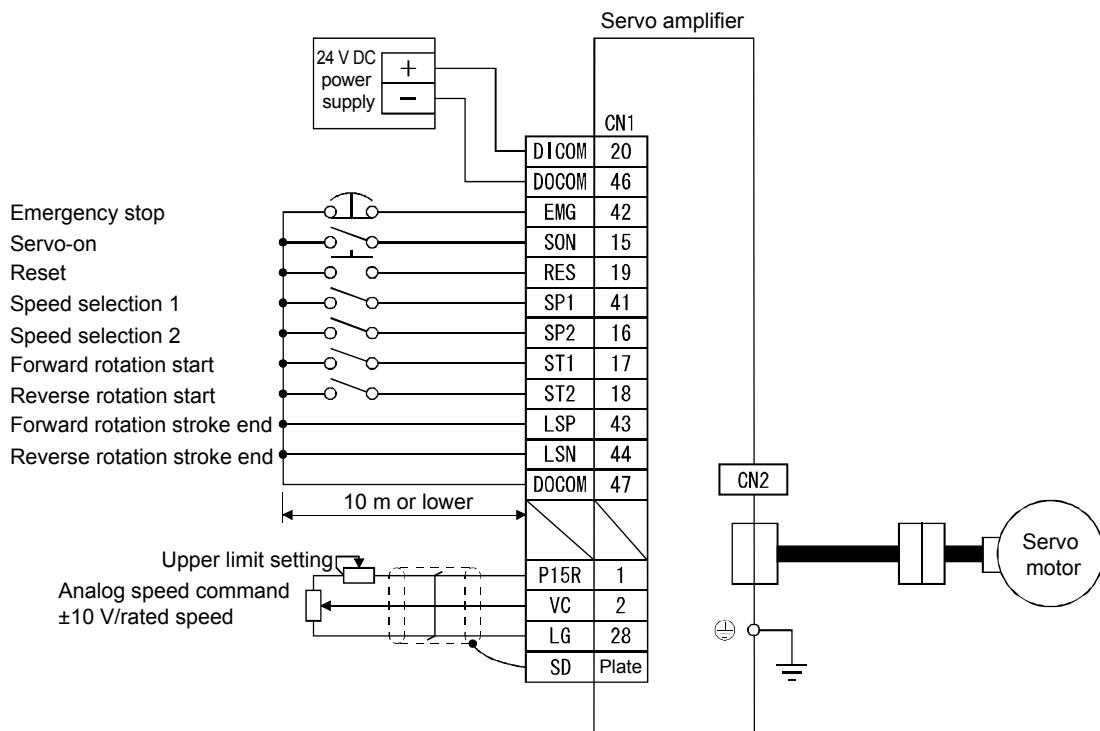 Servo amplifier
24 V DC
power
supply
+
−
CN1
DICOM 20
DOCOM 46
Emergency stop EMG 42
Servo-on SON 15
Reset RES 19
Speed selection 1 SP1 41
Speed selection 2 SP2 16
Forward rotation start ST1 17
Reverse rotation start ST2 18
Forward rotation stroke end LSP 43
Reverse rotation stroke end LSN 44
DOCOM 47
10 m or lower
CN2
Servo
motor
Upper limit setting
Analog speed command
±10 V/rated speed
P15R 1
VC 2
LG 28
SD Plate